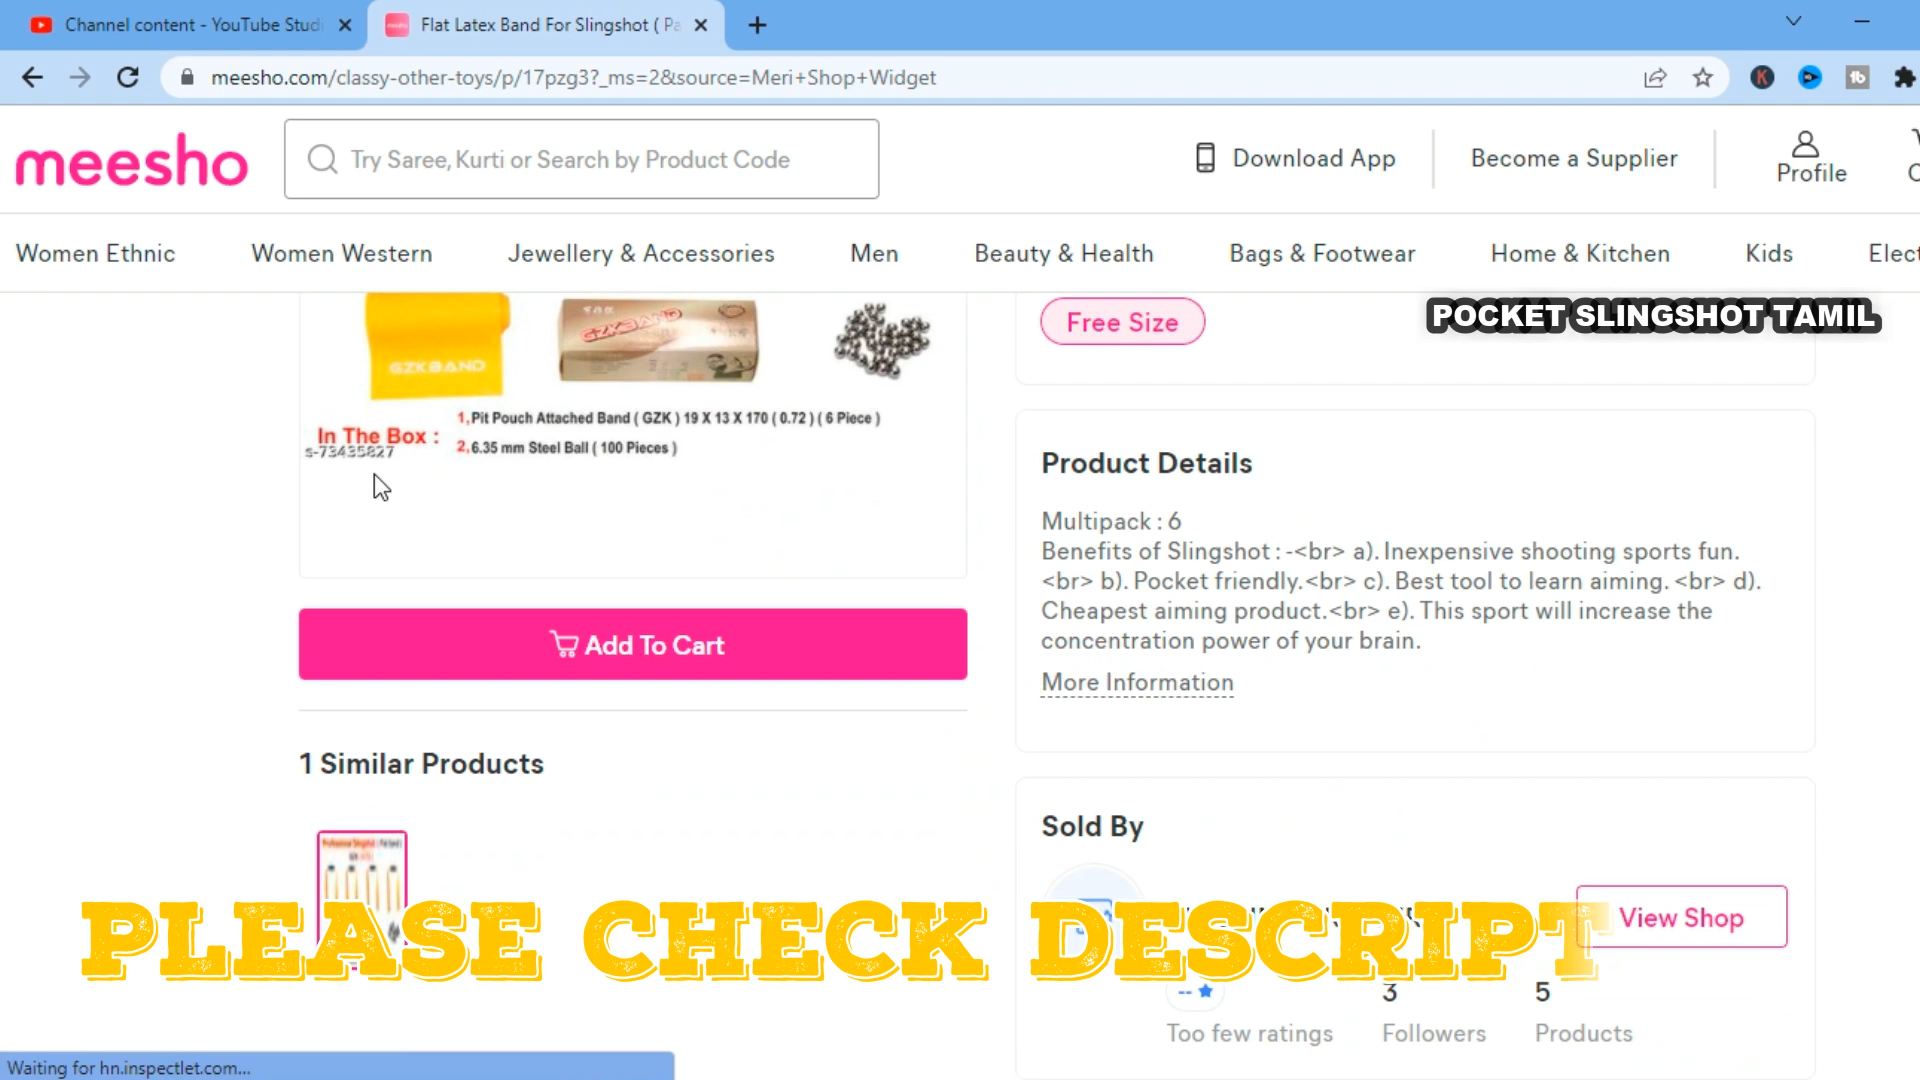 Channel content - YouTube Studi
Flat Latex Band For Slingshot ( Pa
meesho.com/classy-other-toys/p/17pzg3?_ms=2&source=Meri+Shop+Widget
meesho
Try Saree, Kurti or Search by Product Code
Download App
Become a Supplier
Profile
Women Ethnic
Women Western
Jewellery & Accessories
Men
Beauty & Health
Bags & Footwear
Home & Kitchen
Kids
Elect
GZKBAND
GZKBAND
In The Box :
s-73435827
1, Pit Pouch Attached Band ( GZK ) 19 X 13 X 170 ( 0.72 ) ( 6 Piece )
2, 6.35 mm Steel Ball ( 100 Pieces )
Free Size
POCKET SLINGSHOT TAMIL
Product Details
Multipack : 6
Benefits of Slingshot : -<br> a). Inexpensive shooting sports fun.
<br> b). Pocket friendly.<br> c). Best tool to learn aiming. <br> d).
Cheapest aiming product.<br> e). This sport will increase the
concentration power of your brain.
More Information
Add To Cart
1 Similar Products
Sold By
View Shop
PLEASE CHECK DESCRIPT
--
3
5
Too few ratings
Followers
Products
Waiting for hn.inspectlet.com...